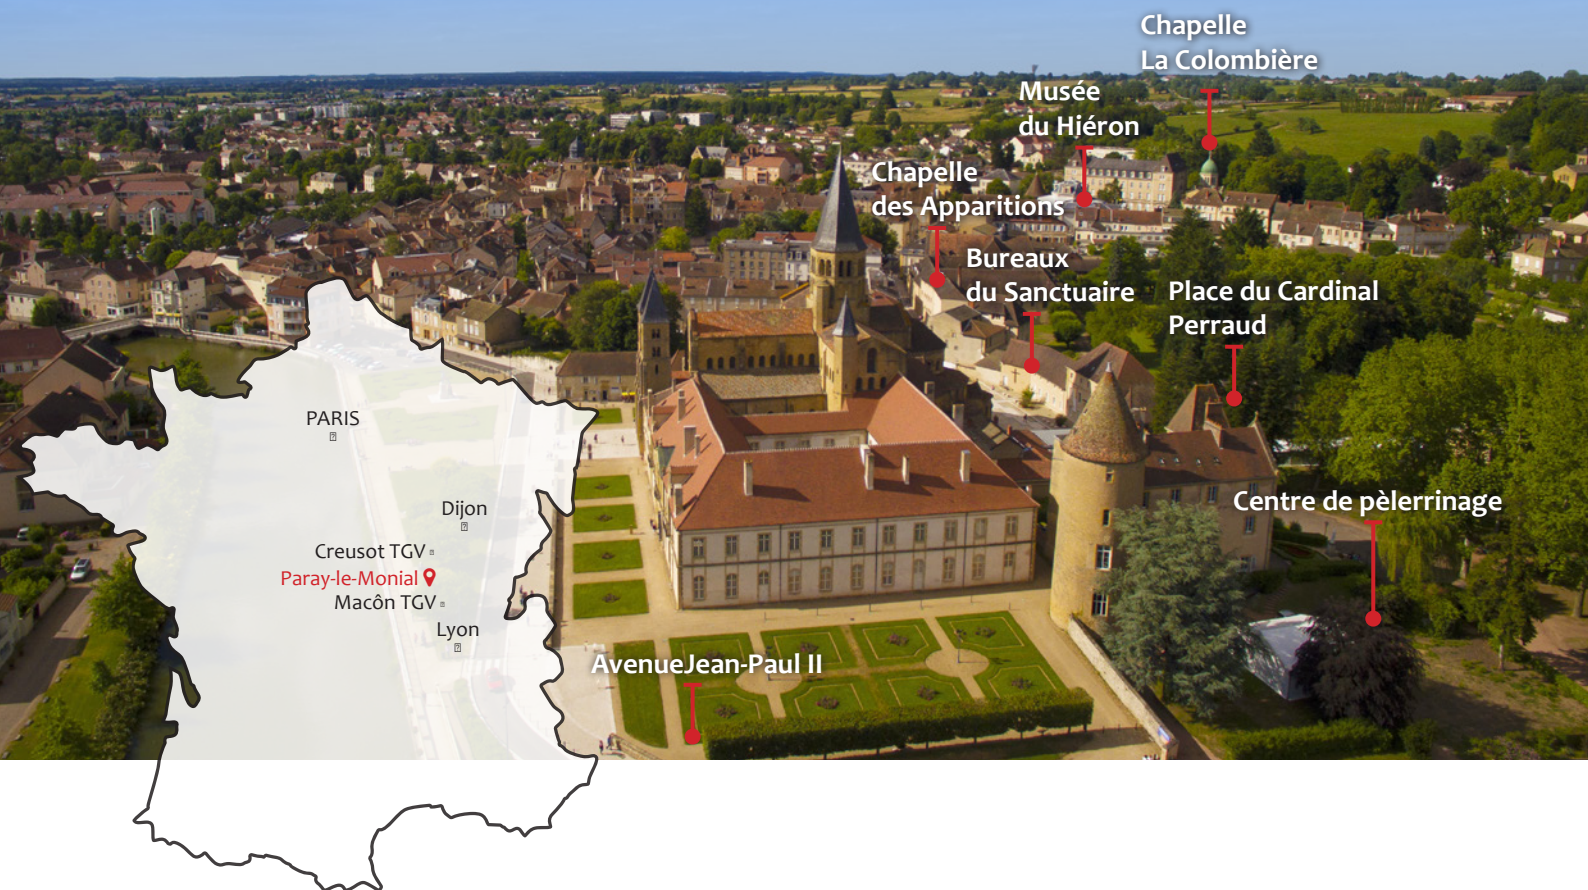 Chapelle
La Colombière
Musée
du Hiéron
Chapelle
des Apparitions
Bureaux
du Sanctuaire
Place du Cardinal
Perraud
Centre de pèlerrinage
AvenueJean-Paul II
PARIS
Dijon
Creusot TGV
Paray-le-Monial
Macôn TGV
Lyon